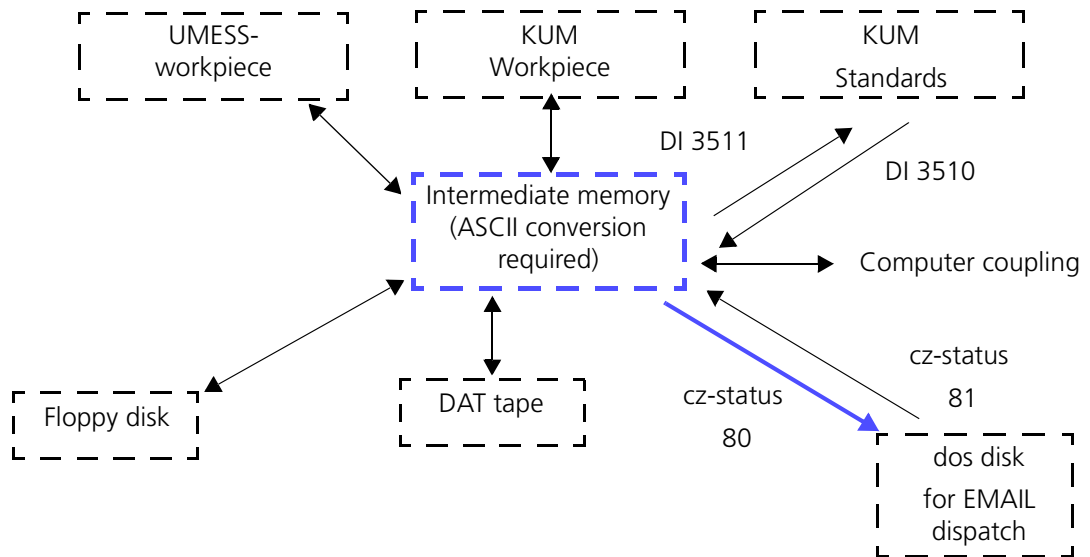 UMESS-
workpiece
KUM
Workpiece
KUM
Standards
DI 3511
DI 3510
Intermediate memory
(ASCII conversion
required)
Computer coupling
cz-status
81
cz-status
80
Floppy disk
DAT tape
dos disk
for EMAIL
dispatch